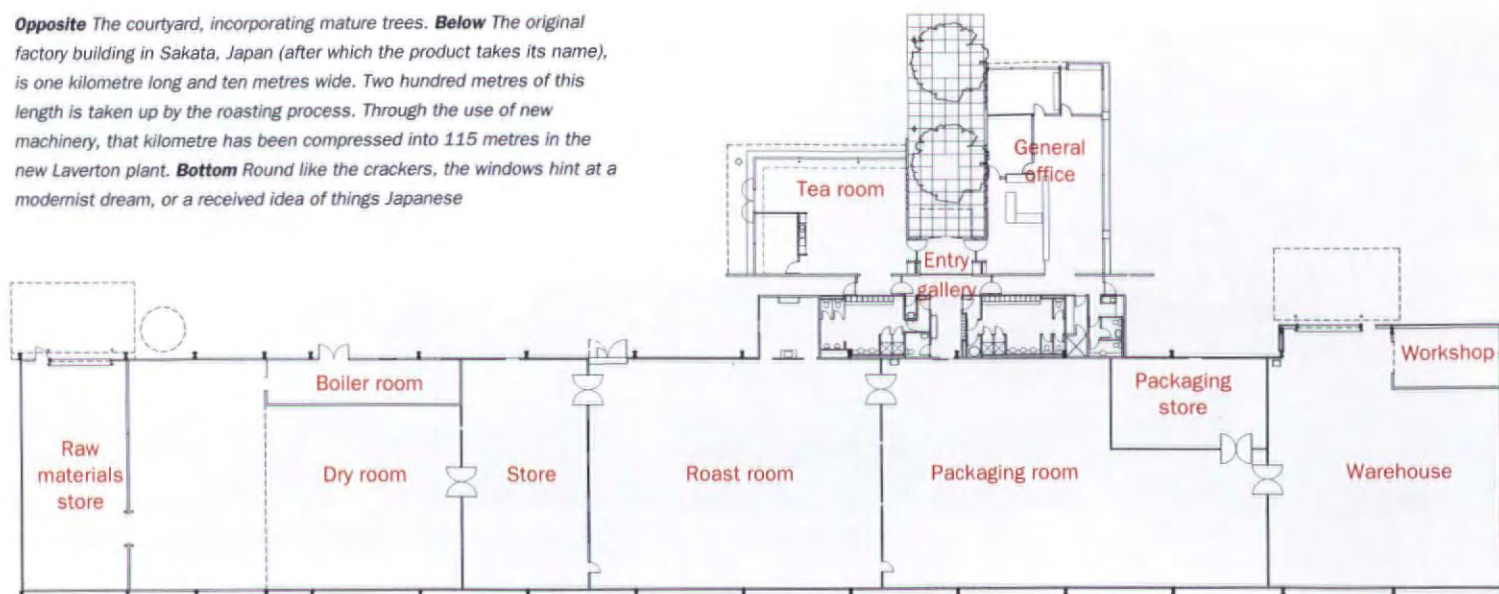 Opposite The courtyard, incorporating mature trees. Below The original
factory building in Sakata, Japan (after which the product takes its name),
is one kilometre long and ten metres wide. Two hundred metres of this
length is taken up by the roasting process. Through the use of new
machinery, that kilometre has been compressed into 115 metres in the
new Laverton plant. Bottom Round like the crackers, the windows hint at a
modernist dream, or a received idea of things Japanese
Tea room
General
office
Entry
gallery
Raw
materials
store
Boiler room
Dry room
Store
Roast room
Packaging room
Packaging
store
Workshop
Warehouse